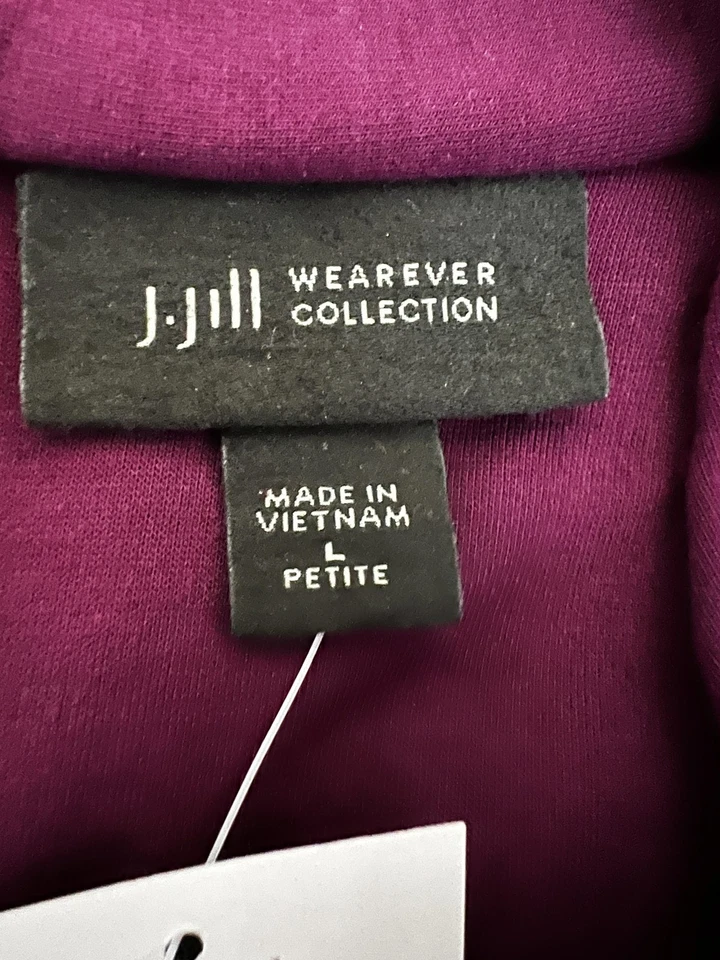 J.Jill WEAREVER
COLLECTION
MADE IN
VIETNAM
L
PETITE